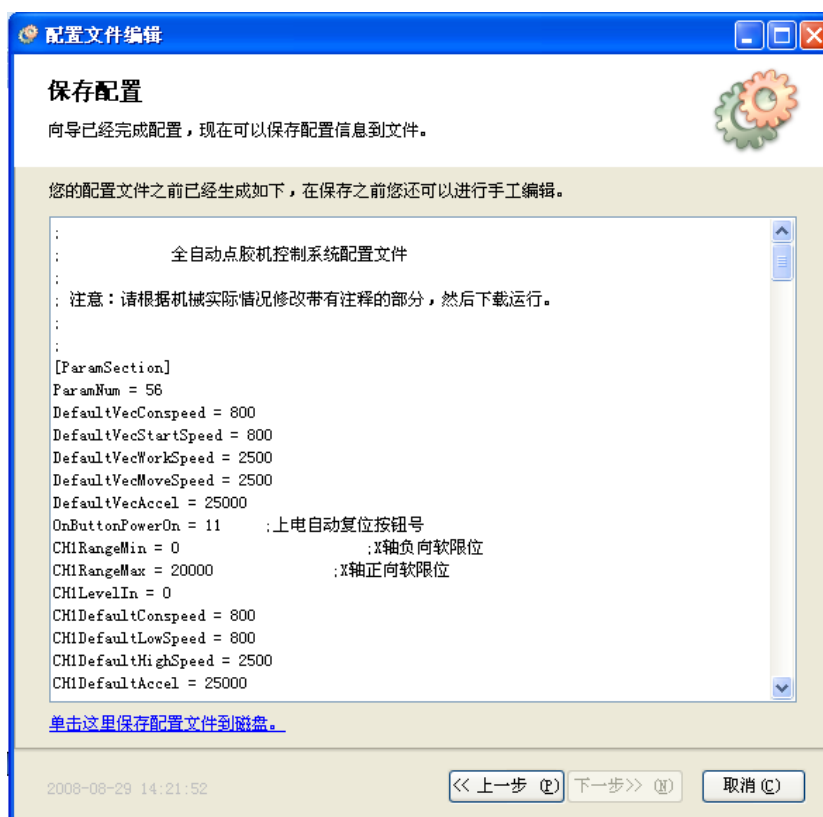 配置文件编辑
保存配置
向导已经完成配置，现在可以保存配置信息到文件。
您的配置文件之前已经生成如下，在保存之前您还可以进行手工编辑。
;
; 全自动点胶机控制系统配置文件
;
; 注意：请根据机械实际情况修改带有注释的部分，然后下载运行。
;
;
[ParamSection]
ParamNum = 56
DefaultVecConspeed = 800
DefaultVecStartSpeed = 800
DefaultVecWorkSpeed = 2500
DefaultVecMoveSpeed = 2500
DefaultVecAccel = 25000
OnButtonPowerOn = 11 ;上电自动复位按钮号
CH1RangeMin = 0 ;X轴负向软限位
CH1RangeMax = 20000 ;X轴正向软限位
CH1LevelIn = 0
CH1DefaultConspeed = 800
CH1DefaultLowSpeed = 800
CH1DefaultHighSpeed = 2500
CH1DefaultAccel = 25000
单击这里保存配置文件到磁盘。
2008-08-29 14:21:52
<< 上一步 (P) 下一步>> (N) 取消(C)